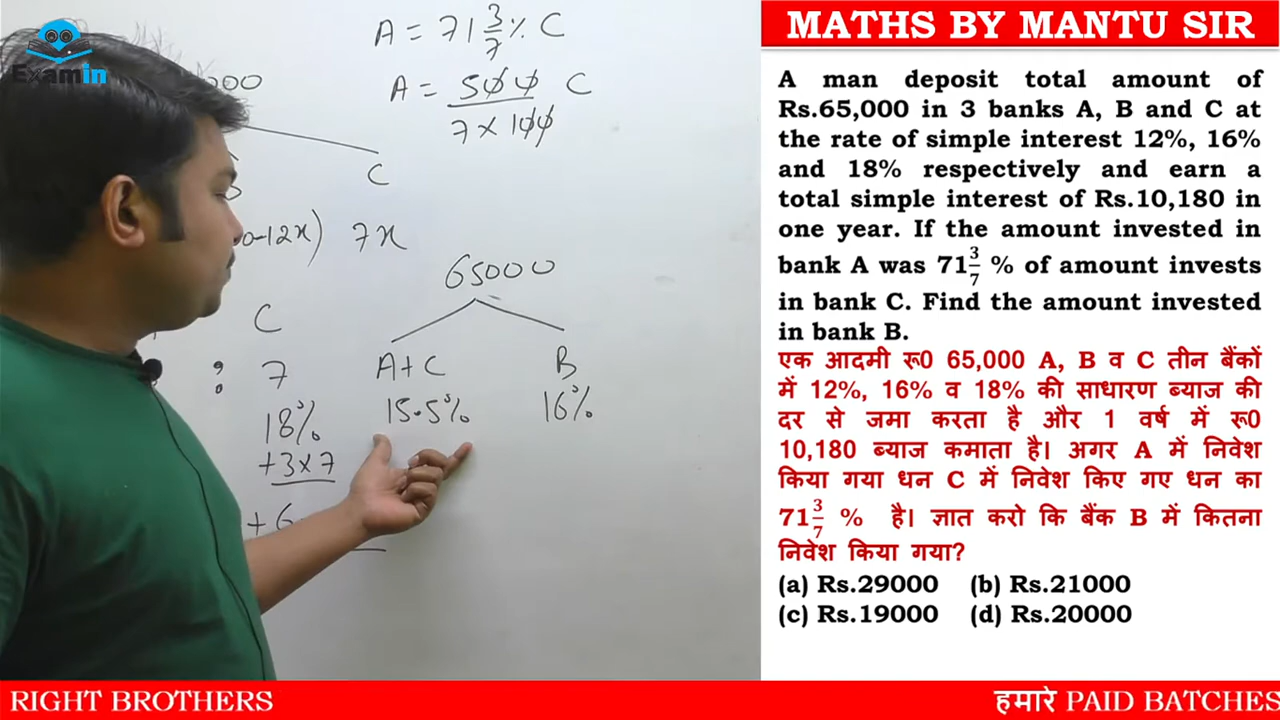 Examin
000
A = 71 3/7 % C
A = 500/7 × 100 C
C
0-12x) 7x
65000
C
: 7
18%
+3×7
+6
A+C B
15.5% 16%
MATHS BY MANTU SIR
A man deposit total amount of
Rs.65,000 in 3 banks A, B and C at
the rate of simple interest 12%, 16%
and 18% respectively and earn a
total simple interest of Rs.10,180 in
one year. If the amount invested in
bank A was 71 3/7 % of amount invests
in bank C. Find the amount invested
in bank B.
एक आदमी रू0 65,000 A, B व C तीन बैंकों
में 12%, 16% व 18% की साधारण ब्याज की
दर से जमा करता है और 1 वर्ष में रू0
10,180 ब्याज कमाता है। अगर A में निवेश
किया गया धन C में निवेश किए गए धन का
71 3/7 % है। ज्ञात करो कि बैंक B में कितना
निवेश किया गया?
(a) Rs.29000 (b) Rs.21000
(c) Rs.19000 (d) Rs.20000
RIGHT BROTHERS
हमारे PAID BATCHES